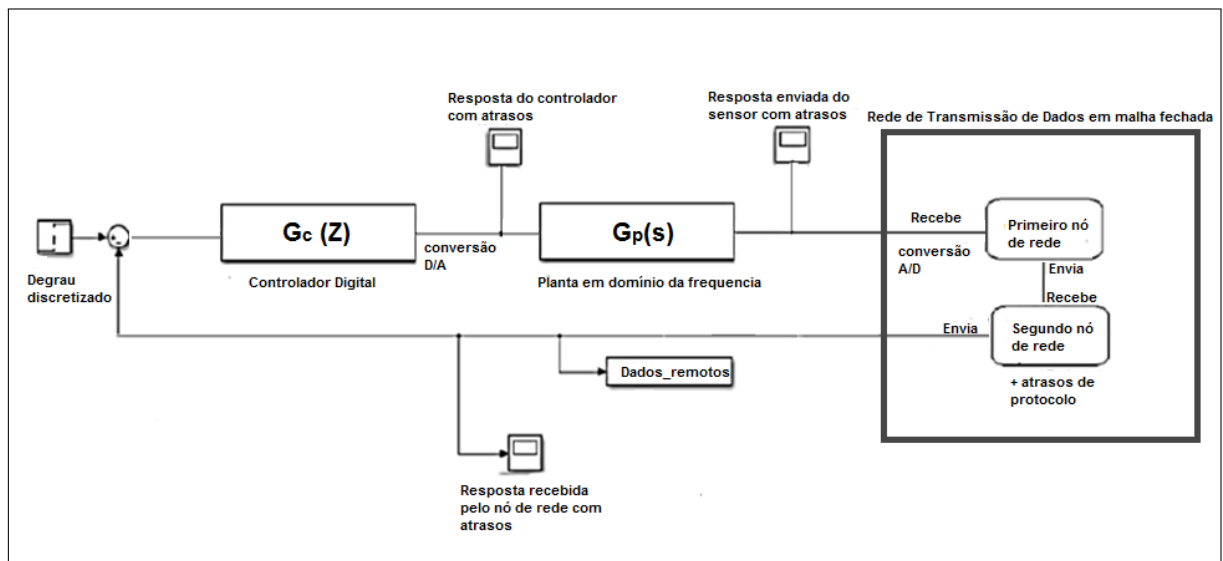 Resposta do controlador
com atrasos
Resposta enviada do
sensor com atrasos
Rede de Transmissão de Dados em malha fechada
Degrau
discretizado
Gc (Z)
Controlador Digital
conversão
D/A
Gp(s)
Planta em domínio da frequencia
Recebe
conversão
A/D
Primeiro nó
de rede
Envia
Recebe
Segundo nó
de rede
+ atrasos de
protocolo
Envia
Dados_remotos
Resposta recebida
pelo nó de rede com
atrasos